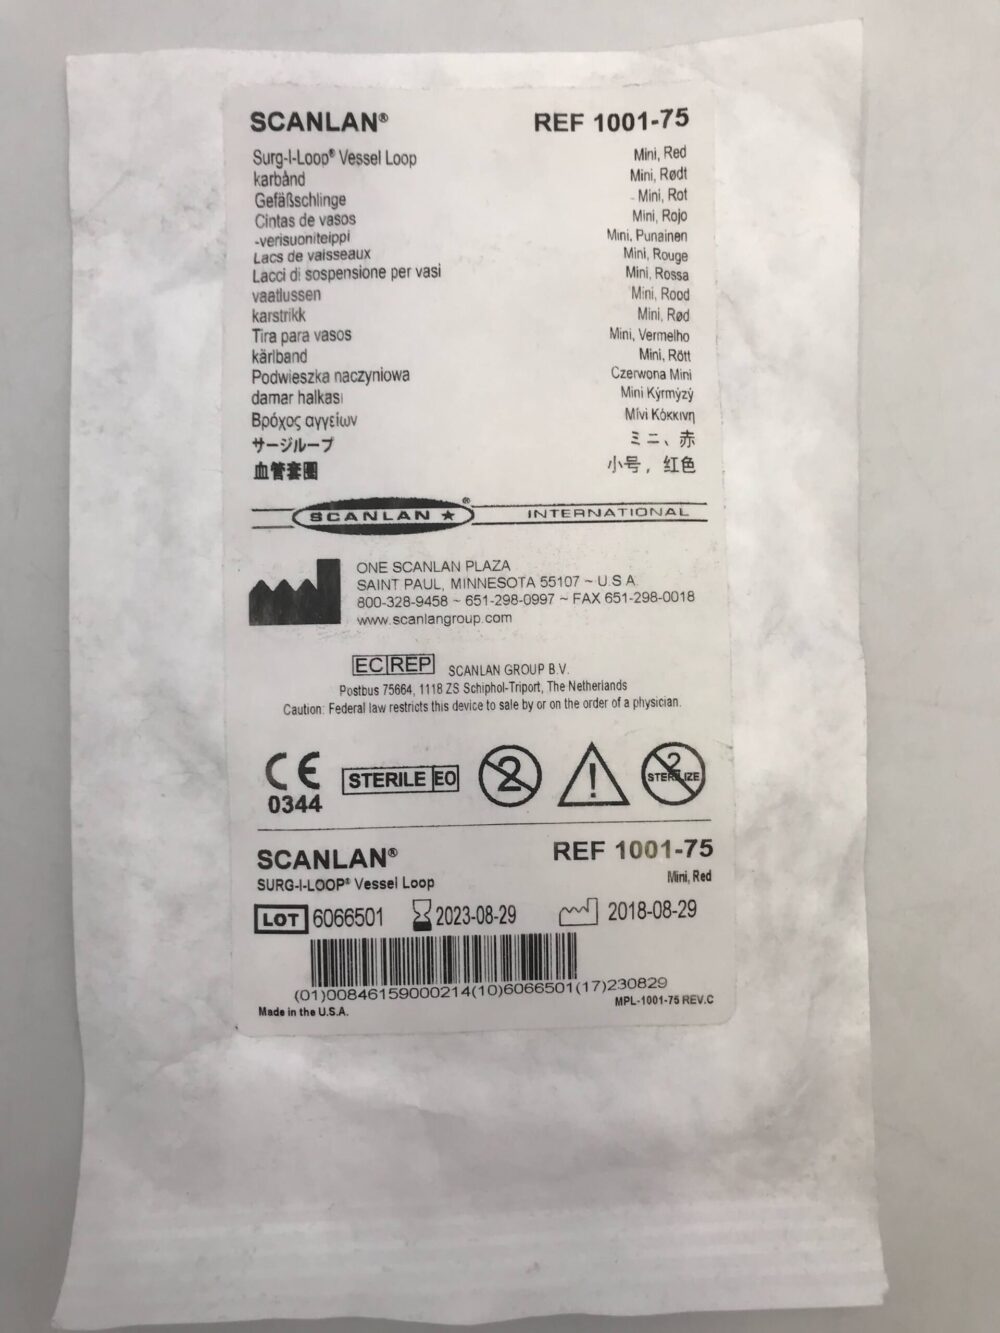 SCANLAN® REF 1001-75
Surg-I-Loop® Vessel Loop Mini, Red
karbånd Mini, Rødt
Gefäßschlinge Mini, Rot
Cintas de vasos Mini, Rojo
-verisuoniteippi Mini, Punainen
Lacs de vaisseaux Mini, Rouge
Lacci di sospensione per vasi Mini, Rossa
vaatlussen Mini, Rood
karstrikk Mini, Rød
Tira para vasos Mini, Vermelho
kärlband Mini, Rött
Podwieszka naczyniowa Czerwona Mini
damar halkası Mini Kýrmýzý
Βρόχος αγγείων Μίνι Κόκκινη
サージループ ミニ、赤
血管套圈 小号，红色
SCANLAN ® INTERNATIONAL
ONE SCANLAN PLAZA
SAINT PAUL, MINNESOTA 55107 ~ U.S.A.
800-328-9458 ~ 651-298-0997 ~ FAX 651-298-0018
www.scanlangroup.com
EC REP SCANLAN GROUP B.V.
Postbus 75664, 1118 ZS Schiphol-Triport, The Netherlands
Caution: Federal law restricts this device to sale by or on the order of a physician.
CE STERILE EO 2 ! 2 STERILIZE
0344
SCANLAN® REF 1001-75
SURG-I-LOOP® Vessel Loop Mini, Red
LOT 6066501 2023-08-29 2018-08-29
(01)00846159000214(10)6066501(17)230829
Made in the U.S.A. MPL-1001-75 REV.C